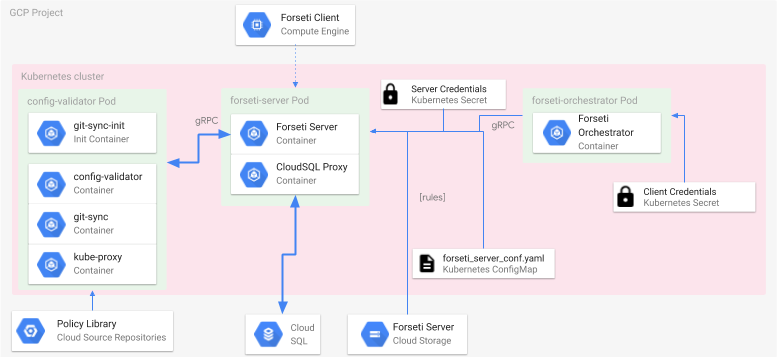 GCP Project
Forseti Client
Compute Engine
Kubernetes cluster
config-validator Pod
git-sync-init
Init Container
config-validator
Container
git-sync
Container
kube-proxy
Container
gRPC
forseti-server Pod
Forseti Server
Container
CloudSQL Proxy
Container
Server Credentials
Kubernetes Secret
gRPC
forseti-orchestrator Pod
Forseti
Orchestrator
Container
Client Credentials
Kubernetes Secret
[rules]
forseti_server_conf.yaml
Kubernetes ConfigMap
Policy Library
Cloud Source Repositories
Cloud
SQL
Forseti Server
Cloud Storage